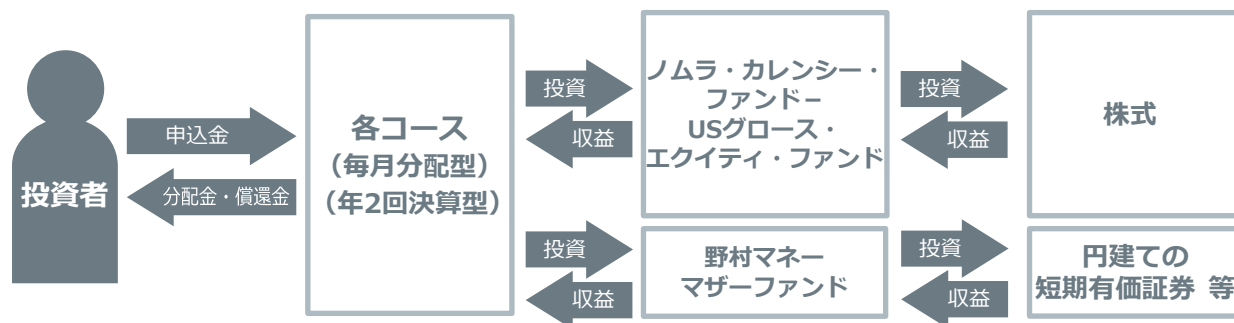 投資者
申込金
分配金・償還金
各コース
（毎月分配型）
（年2回決算型）
投資
収益
ノムラ・カレンシー・
ファンド－
USグロース・
エクイティ・ファンド
投資
収益
株式
投資
収益
野村マネー
マザーファンド
投資
収益
円建ての
短期有価証券 等